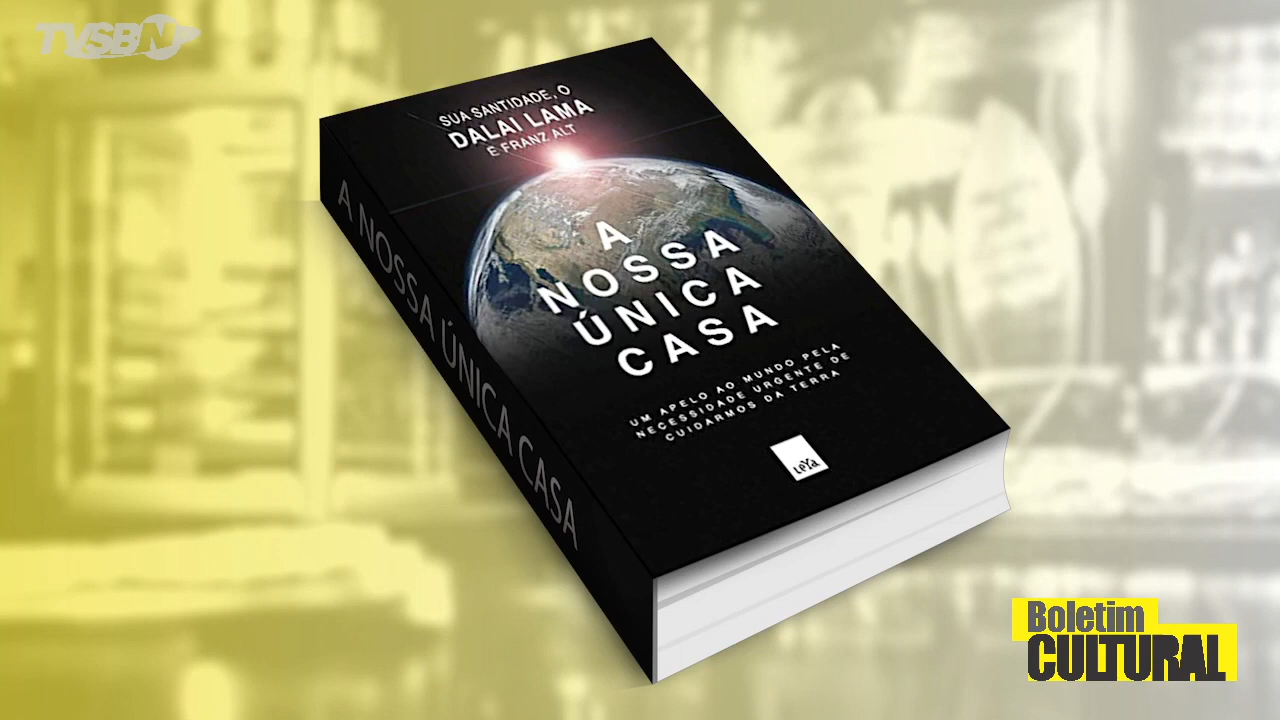 TVSBN
SUA SANTIDADE, O
DALAI LAMA
E FRANZ ALT
A
NOSSA
ÚNICA
CASA
UM APELO AO MUNDO PELA
NECESSIDADE URGENTE DE
CUIDARMOS DA TERRA
LeYa
A NOSSA ÚNICA CASA
Boletim
CULTURAL